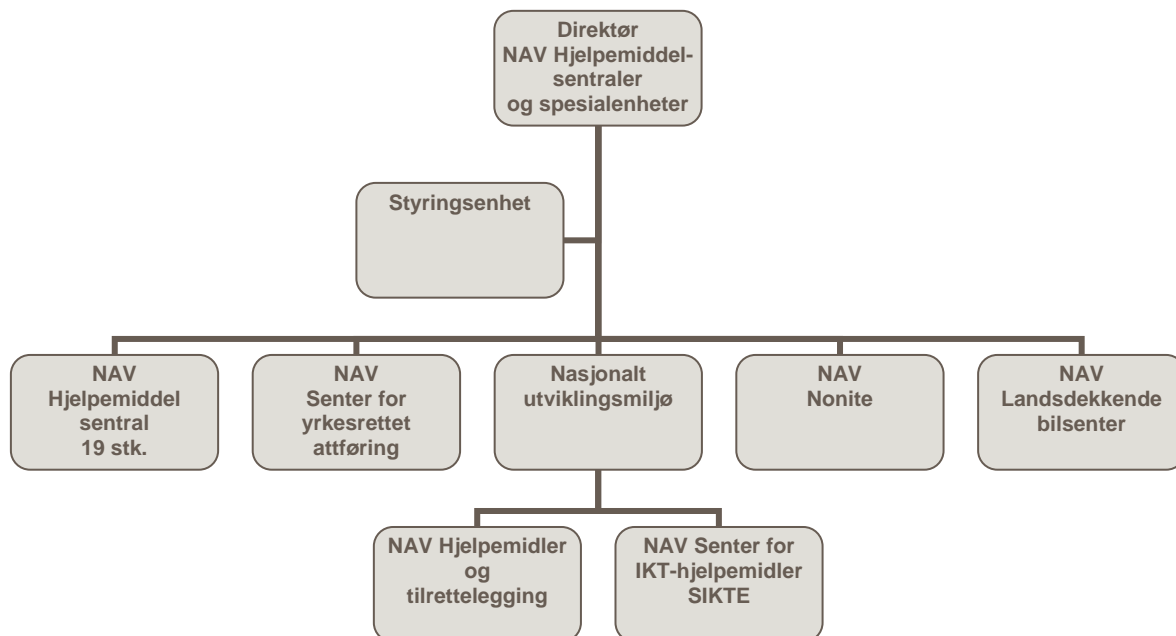 Direktør
NAV Hjelpemiddel-
sentraler
og spesialenheter
Styringsenhet
NAV
Hjelpemiddel
sentral
19 stk.
NAV
Senter for
yrkesrettet
attføring
Nasjonalt
utviklingsmiljø
NAV
Nonite
NAV
Landsdekkende
bilsenter
NAV Hjelpemidler
og
tilrettelegging
NAV Senter for
IKT-hjelpemidler
SIKTE